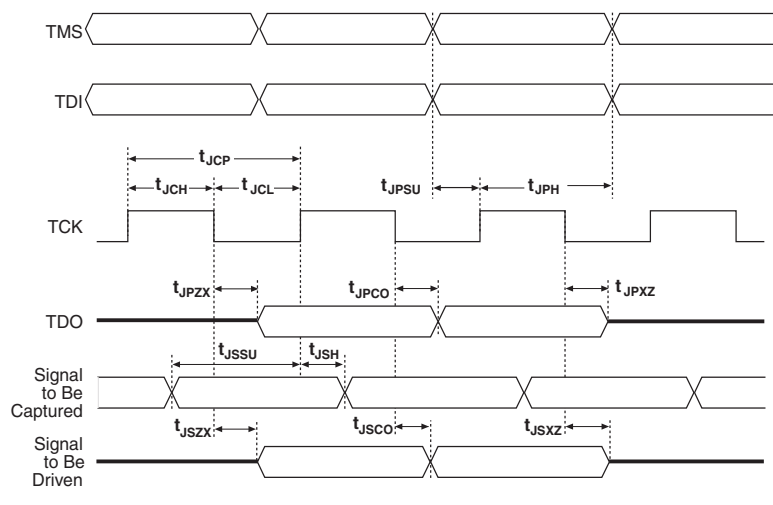 TMS
TDI
tJCP
tJCH
tJCL
tJPSU
tJPH
TCK
tJPZX
tJPCO
tJPXZ
TDO
tJSSU
tJSH
Signal
to Be
Captured
tJSZX
tJSCO
tJSXZ
Signal
to Be
Driven